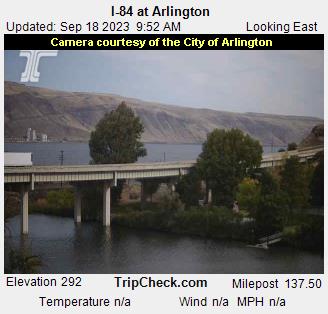 I-84 at Arlington
Updated: Sep 18 2023 9:52 AM Looking East
Camera courtesy of the City of Arlington
Elevation 292 TripCheck.com Milepost 137.50
Temperature n/a Wind n/a MPH n/a